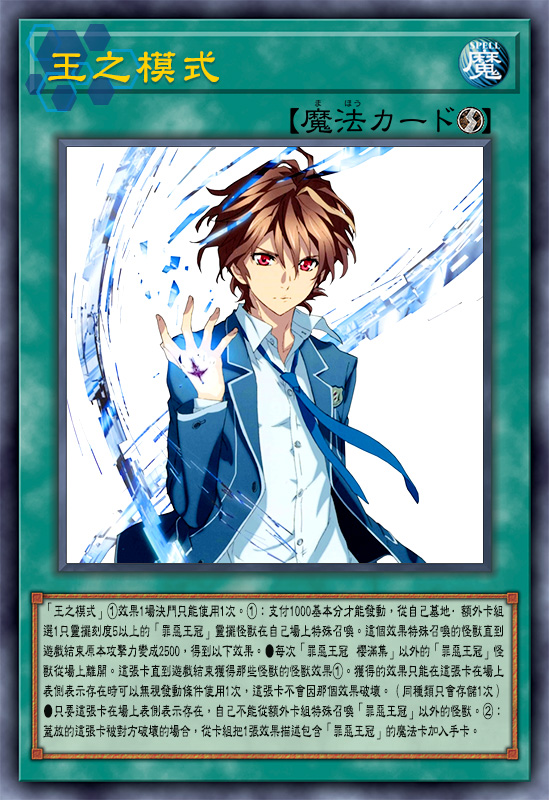 王之模式
SPELL
魔
【魔法カード】
ま ほう
「王之模式」①效果1場決鬥只能使用1次。①：支付1000基本分才能發動，從自己墓地·額外卡組
選1只靈擺刻度5以上的「罪惡王冠」靈擺怪獸在自己場上特殊召喚。這個效果特殊召喚的怪獸直到
遊戲結束原本攻擊力變成2500，得到以下效果。●每次「罪惡王冠 櫻滿集」以外的「罪惡王冠」怪
獸從場上離開。這張卡直到遊戲結束獲得那些怪獸的怪獸效果①。獲得的效果只能在這張卡在場上
表側表示存在時可以無視發動條件使用1次，這張卡不會因那個效果破壞。（同種類只會存儲1次）
●只要這張卡在場上表側表示存在，自己不能從額外卡組特殊召喚「罪惡王冠」以外的怪獸。②：
蓋放的這張卡被對方破壞的場合，從卡組把1張效果描述包含「罪惡王冠」的魔法卡加入手卡。